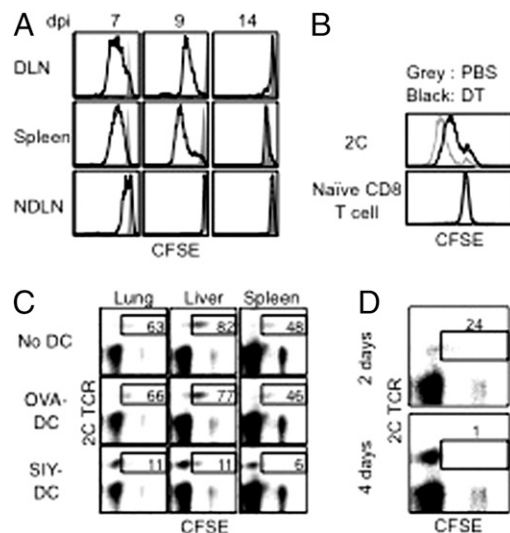 A dpi 7 9 14
DLN
Spleen
NDLN
CFSE
B
Grey : PBS
Black: DT
2C
Naïve CD8
T cell
CFSE
C Lung Liver Spleen
No DC 63 82 48
OVA-
DC 66 77 46
SIY-
DC 11 11 6
2C TCR
CFSE
D
2 days 24
4 days 1
2C TCR
CFSE